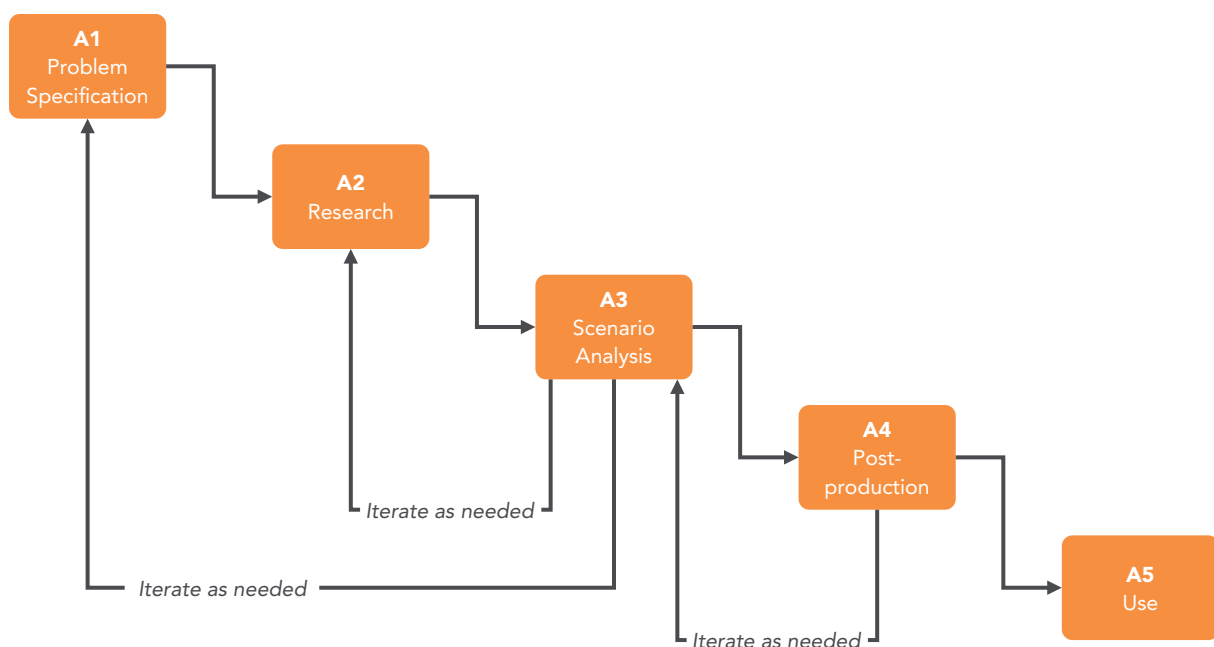 A1
Problem
Specification
A2
Research
A3
Scenario
Analysis
A4
Post-
production
Iterate as needed
A5
Use
Iterate as needed
Iterate as needed